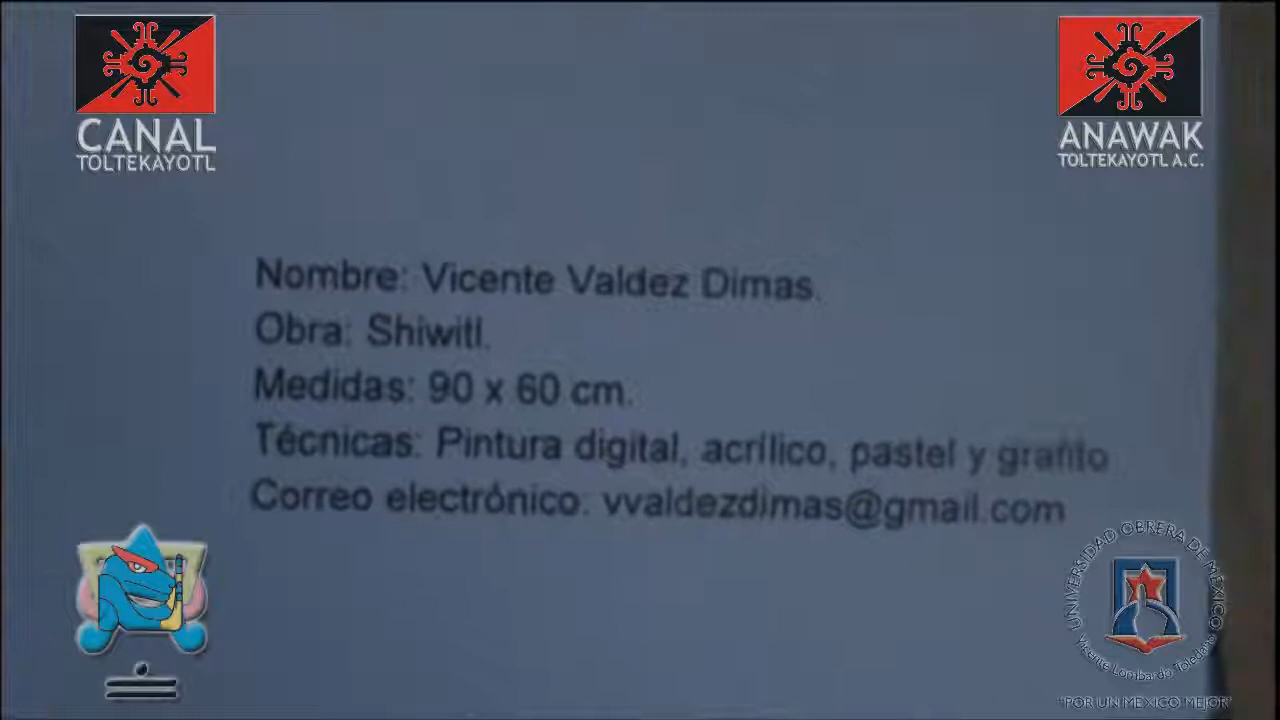 CANAL
TOLTEKAYOTL
ANAWAK
TOLTEKAYOTL A.C.
Nombre: Vicente Valdez Dimas.
Obra: Shiwitl.
Medidas: 90 x 60 cm.
Técnicas: Pintura digital, acrílico, pastel y grafito
Correo electrónico: vvaldezdimas@gmail.com
UNIVERSIDAD OBRERA DE MÉXICO
Vicente Lombardo Toledano
"POR UN MEXICO MEJOR"